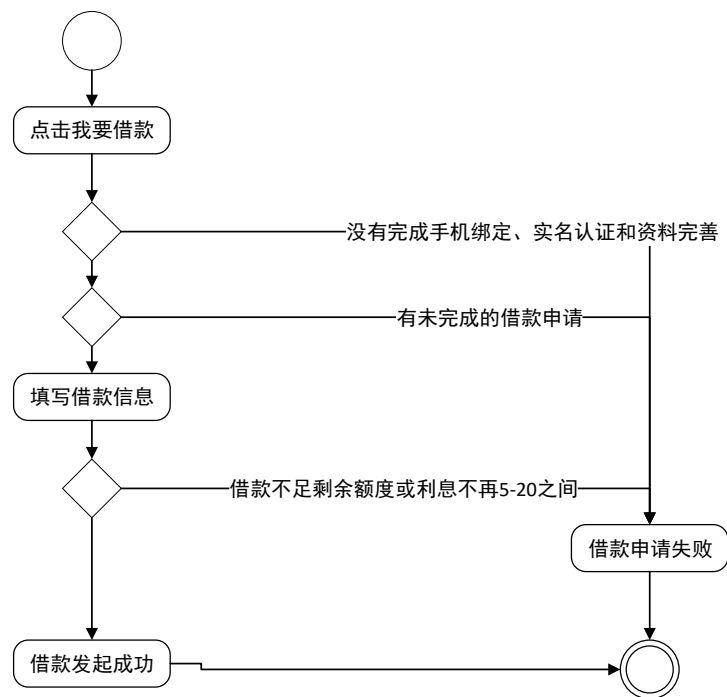 点击我要借款
没有完成手机绑定、实名认证和资料完善
有未完成的借款申请
填写借款信息
借款不足剩余额度或利息不再5-20之间
借款申请失败
借款发起成功